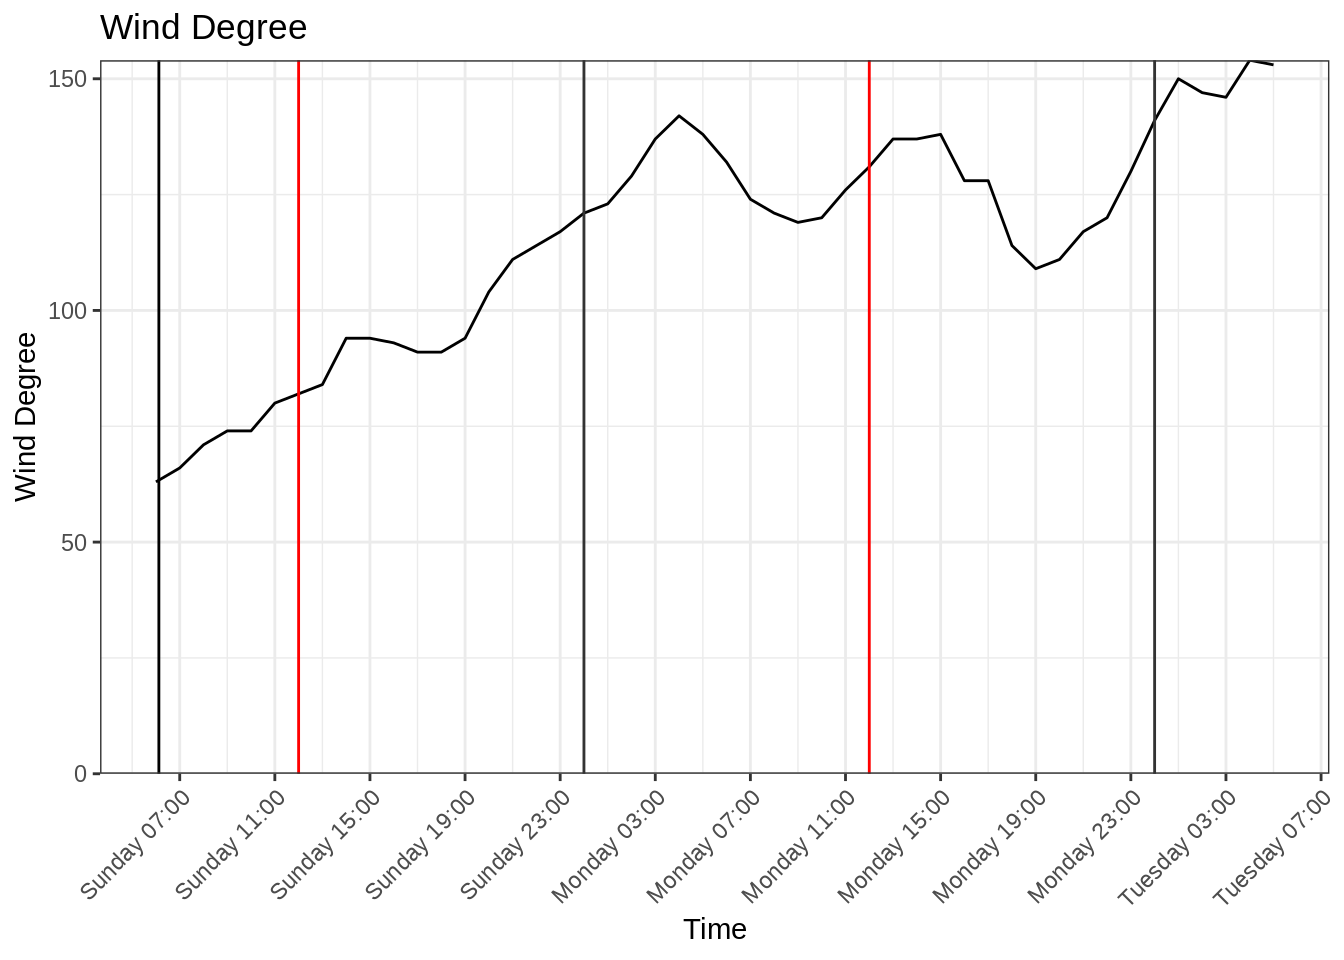 Wind Degree
Wind Degree
150
100
50
0
Sunday 07:00
Sunday 11:00
Sunday 15:00
Sunday 19:00
Sunday 23:00
Monday 03:00
Monday 07:00
Monday 11:00
Monday 15:00
Monday 19:00
Monday 23:00
Tuesday 03:00
Tuesday 07:00
Time